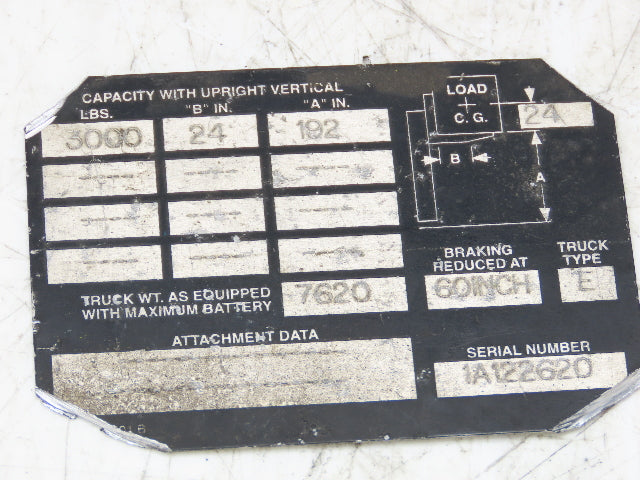 CAPACITY WITH UPRIGHT VERTICAL
LBS. "B" IN. "A" IN.
3000 24 192
--- --- ---
--- --- ---
--- --- ---
LOAD
C. G.
24
B
A
TRUCK WT. AS EQUIPPED
WITH MAXIMUM BATTERY
7620
BRAKING
REDUCED AT
60INCH
TRUCK
TYPE
E
ATTACHMENT DATA
SERIAL NUMBER
1A122620